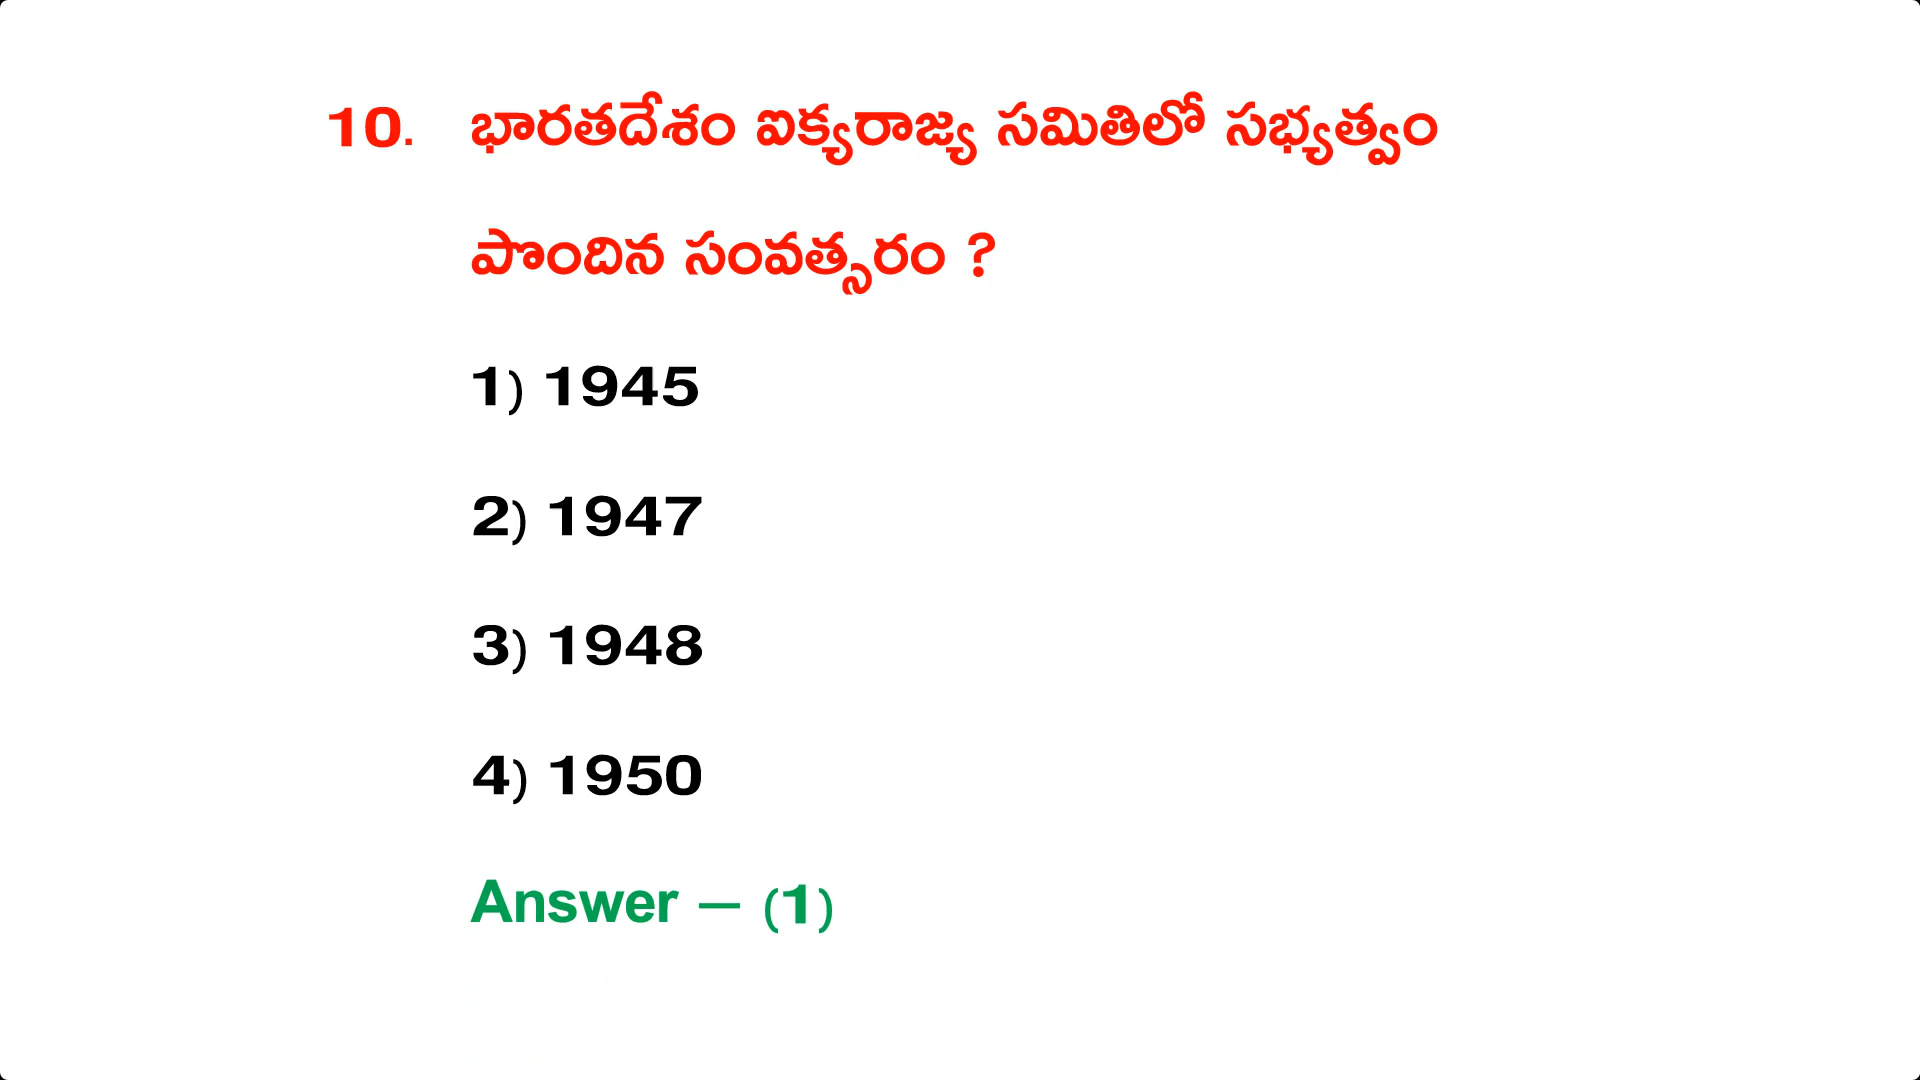 10. భారతదేశం ఐక్యరాజ్య సమితిలో సభ్యత్వం
పొందిన సంవత్సరం ?
1) 1945
2) 1947
3) 1948
4) 1950
Answer – (1)